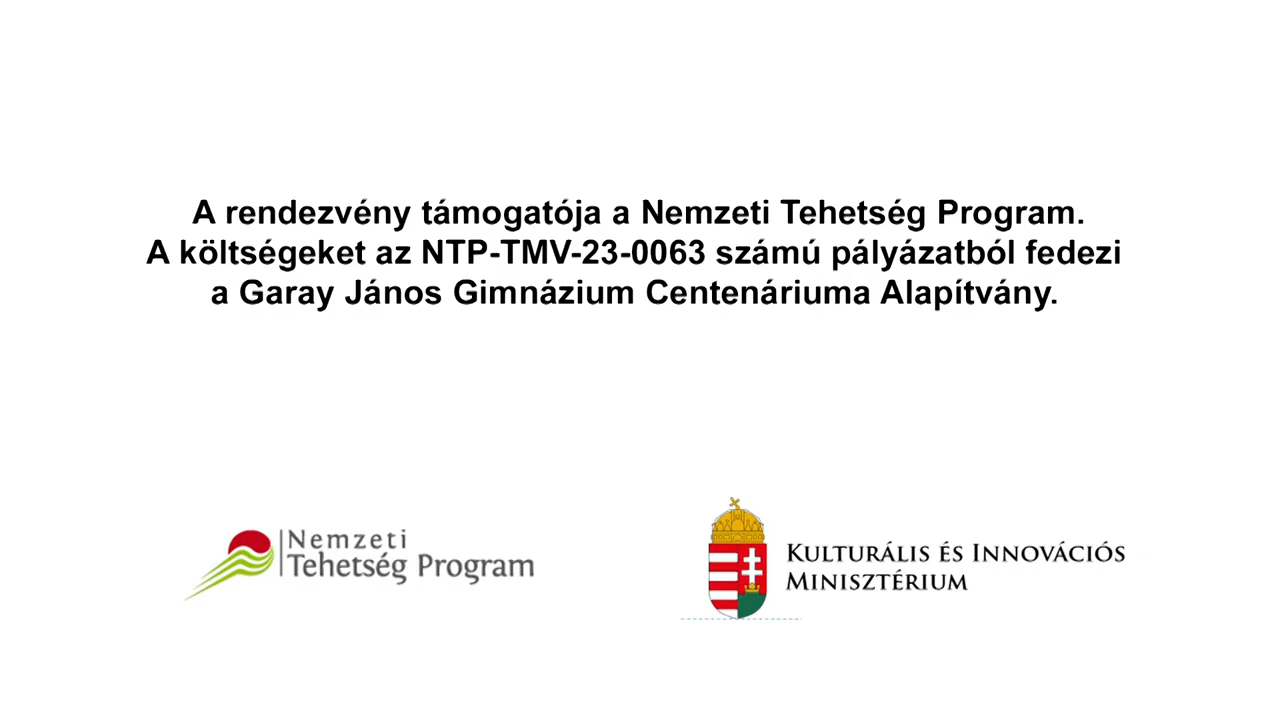 A rendezvény támogatója a Nemzeti Tehetség Program.
A költségeket az NTP-TMV-23-0063 számú pályázatból fedezi
a Garay János Gimnázium Centenáriuma Alapítvány.
Nemzeti
Tehetség Program
KULTURÁLIS ÉS INNOVÁCIÓS
MINISZTÉRIUM